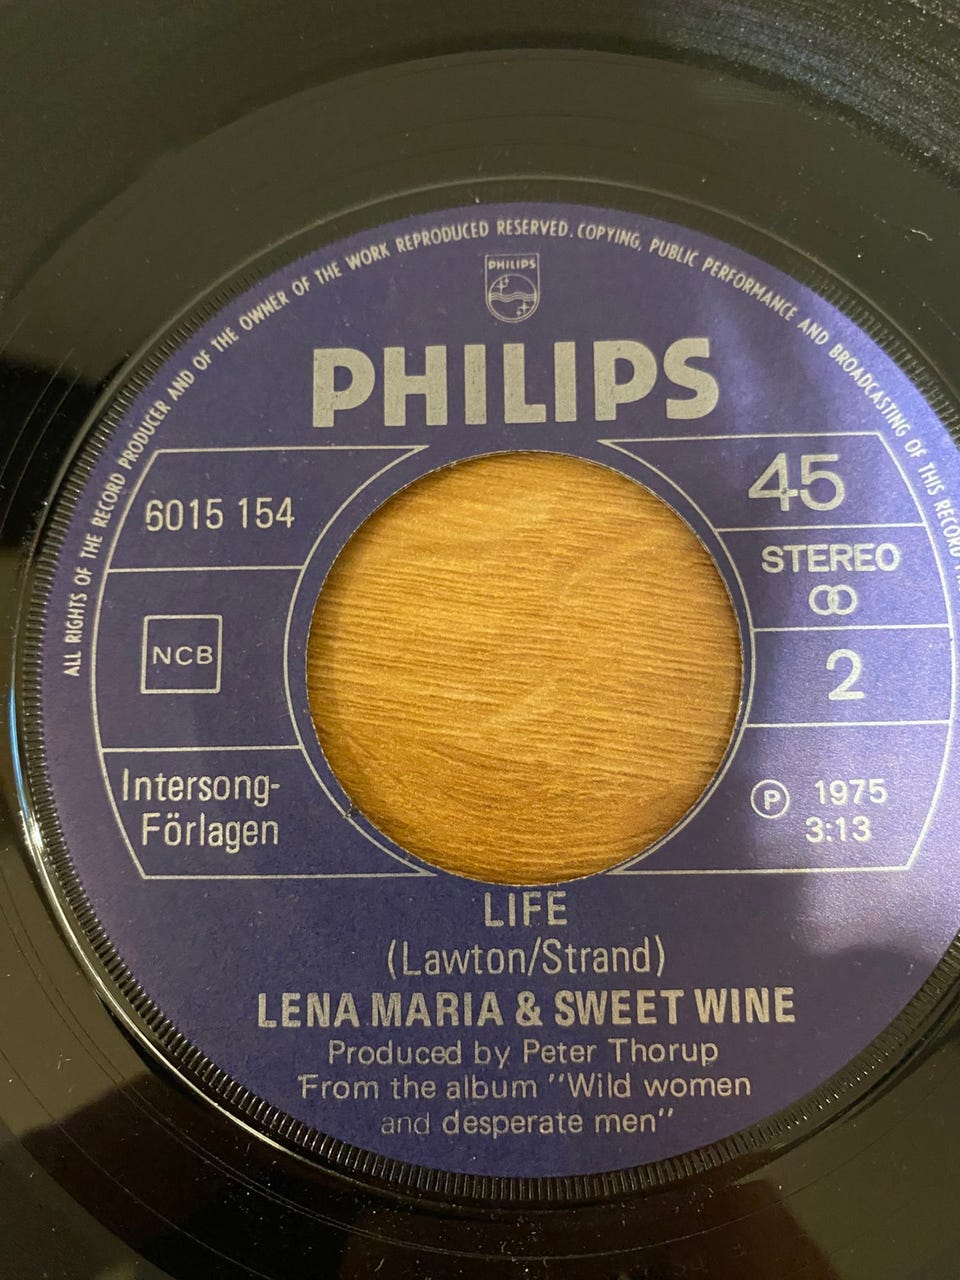 ALL RIGHTS OF THE RECORD PRODUCER AND OF THE OWNER OF THE WORK REPRODUCED RESERVED. COPYING, PUBLIC PERFORMANCE AND BROADCASTING OF THIS RECORD
PHILIPS
PHILIPS
6015 154
NCB
Intersong-
Förlagen
45
STEREO
2
Ⓟ 1975
3:13
LIFE
(Lawton/Strand)
LENA MARIA & SWEET WINE
Produced by Peter Thorup
From the album "Wild women
and desperate men"